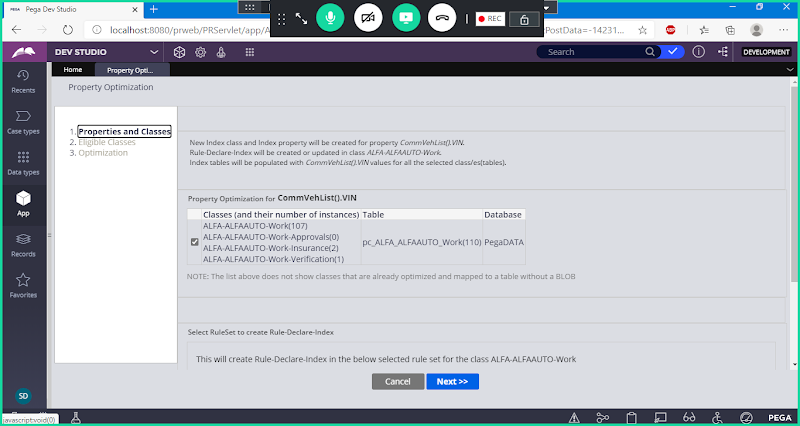 PEGA Pega Dev Studio
REC
localhost:8080/prweb/PRServlet/app/A
PostData=-14231...
DEV STUDIO
Search
DEVELOPMENT
Home
Property Opti...
Recents
Case types
Data types
App
Records
Favorites
SD
Property Optimization
1. Properties and Classes
2. Eligible Classes
3. Optimization
New Index class and Index property will be created for property CommVehList().VIN.
Rule-Declare-Index will be created or updated in class ALFA-ALFAAUTO-Work.
Index tables will be populated with CommVehList().VIN values for all the selected class/es(tables).
Property Optimization for CommVehList().VIN
Classes (and their number of instances) Table Database
ALFA-ALFAAUTO-Work(107)
ALFA-ALFAAUTO-Work-Approvals(0)
ALFA-ALFAAUTO-Work-Insurance(2)
ALFA-ALFAAUTO-Work-Verification(1)
pc_ALFA_ALFAAUTO_Work(110) PegaDATA
NOTE: The list above does not show classes that are already optimized and mapped to a table without a BLOB
Select RuleSet to create Rule-Declare-Index
This will create Rule-Declare-Index in the below selected rule set for the class ALFA-ALFAAUTO-Work
Cancel
Next >>
javascript:void(0)
PEGA